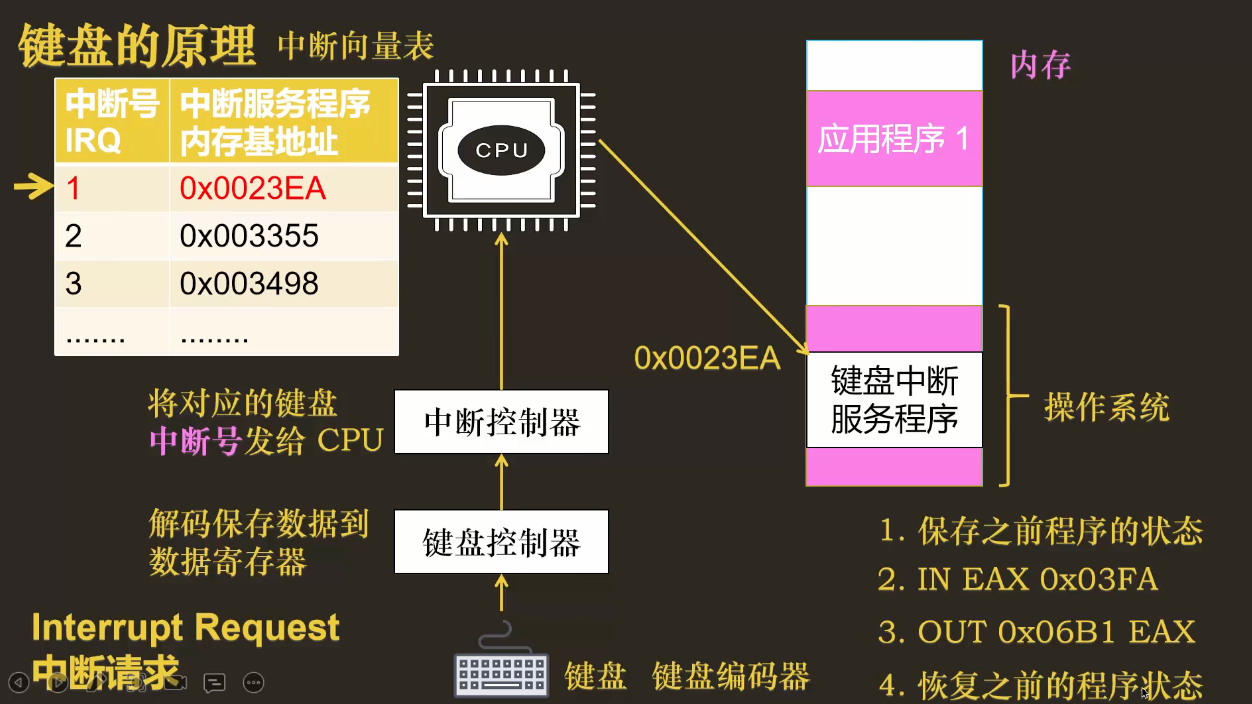 键盘的原理 中断向量表
中断号 中断服务程序
IRQ 内存基地址
1 0x0023EA
2 0x003355
3 0x003498
....... ........
CPU
内存
应用程序 1
0x0023EA
键盘中断
服务程序
操作系统
将对应的键盘
中断号发给 CPU
中断控制器
解码保存数据到
数据寄存器
键盘控制器
Interrupt Request
中断请求
键盘 键盘编码器
1. 保存之前程序的状态
2. IN EAX 0x03FA
3. OUT 0x06B1 EAX
4. 恢复之前的程序状态